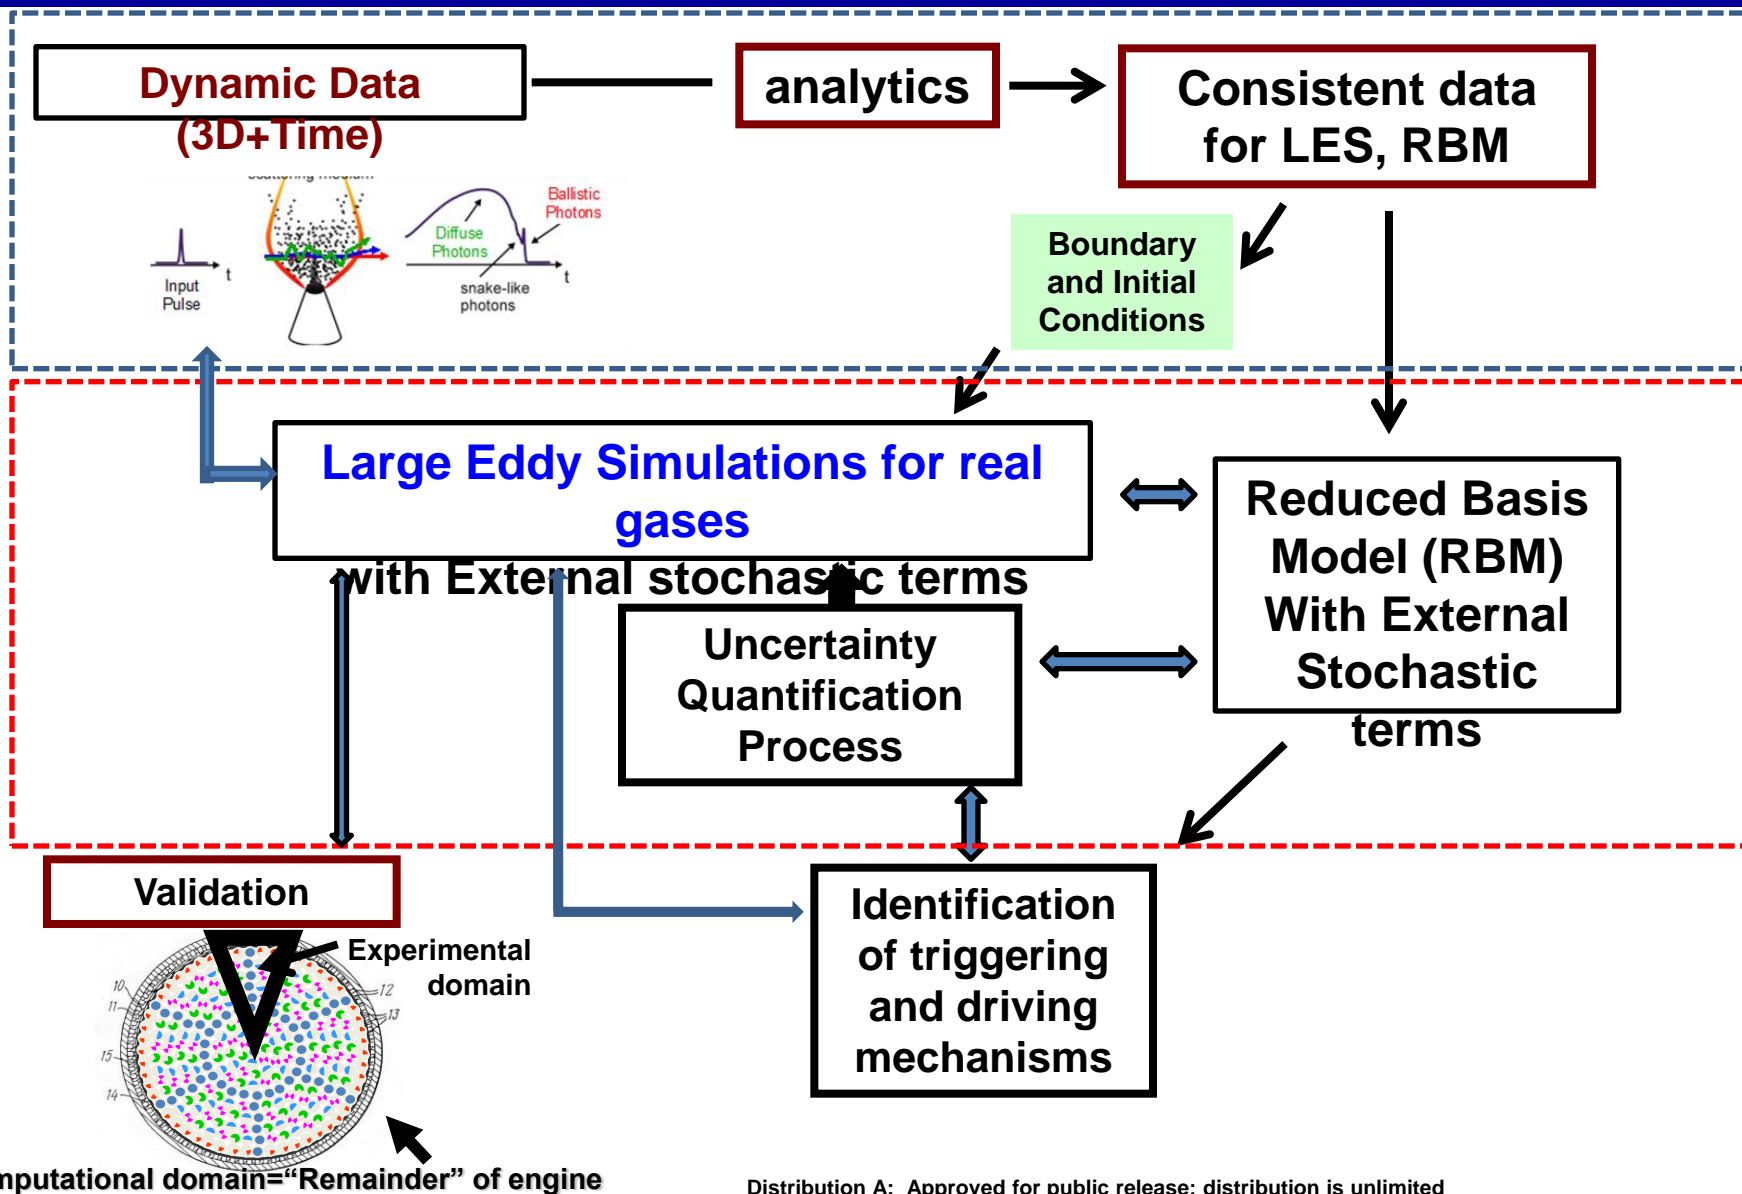 Dynamic Data
(3D+Time)
analytics
Consistent data
for LES, RBM
Ballistic
Photons
Diffuse
Photons
t
t
Input
Pulse
snake-like
photons
Boundary
and Initial
Conditions
Large Eddy Simulations for real
gases
with External stochastic terms
Reduced Basis
Model (RBM)
With External
Stochastic
terms
Uncertainty
Quantification
Process
Validation
Experimental
domain
10
11
12
13
15
14
Identification
of triggering
and driving
mechanisms
mputational domain=“Remainder” of engine
Distribution A: Approved for public release; distribution is unlimited